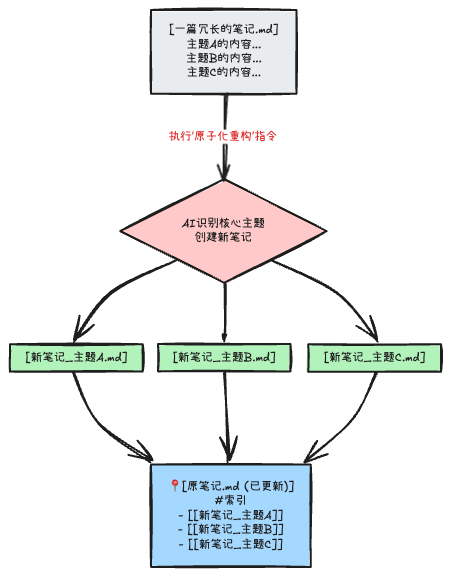 [一篇冗长的笔记.md]
主题A的内容...
主题B的内容...
主题C的内容...
执行'原子化重构'指令
AI识别核心主题
创建新笔记
[新笔记_主题A.md]
[新笔记_主题B.md]
[新笔记_主题C.md]
📍[原笔记.md (已更新)]
#索引
- [[新笔记_主题A]]
- [[新笔记_主题B]]
- [[新笔记_主题C]]